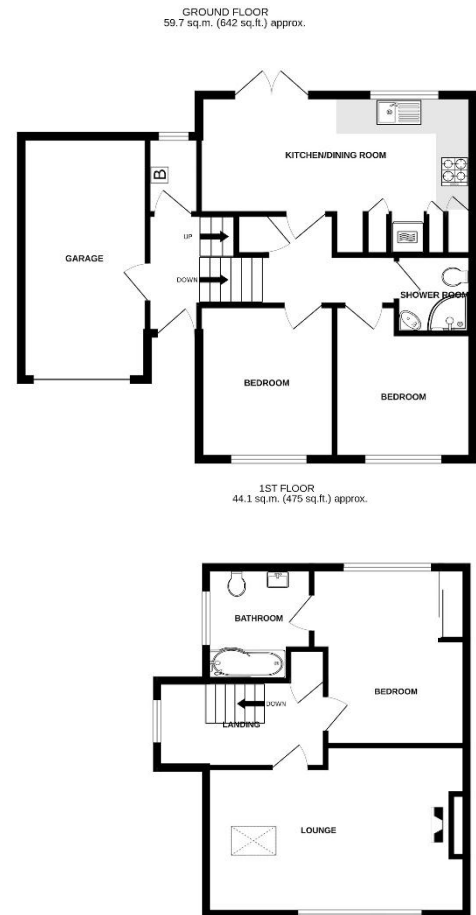 GROUND FLOOR
59.7 sq.m. (642 sq.ft.) approx.
KITCHEN/DINING ROOM
B
GARAGE
UP
DOWN
SHOWER ROOM
BEDROOM
BEDROOM
1ST FLOOR
44.1 sq.m. (475 sq.ft.) approx.
BATHROOM
BEDROOM
DOWN
LANDING
LOUNGE